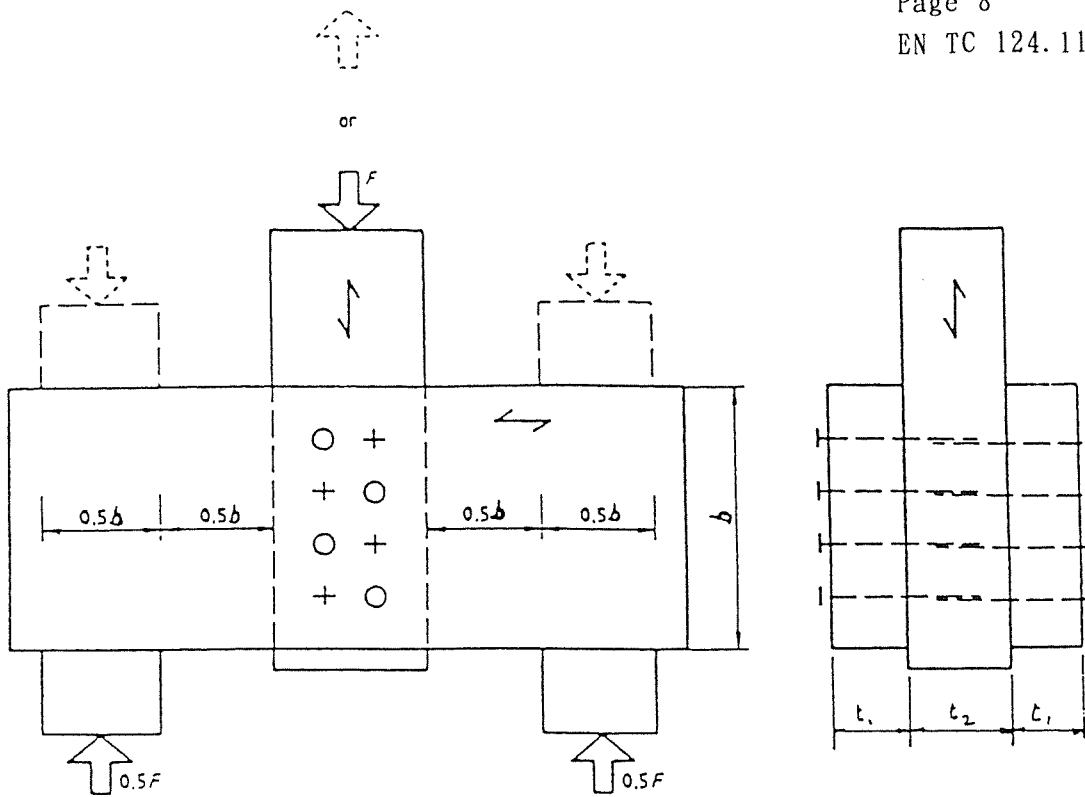 Page 8
EN TC 124.11
or
F
0.5b
0.5b
0.5b
0.5b
b
0.5F
0.5F
t₁
t₂
t₁